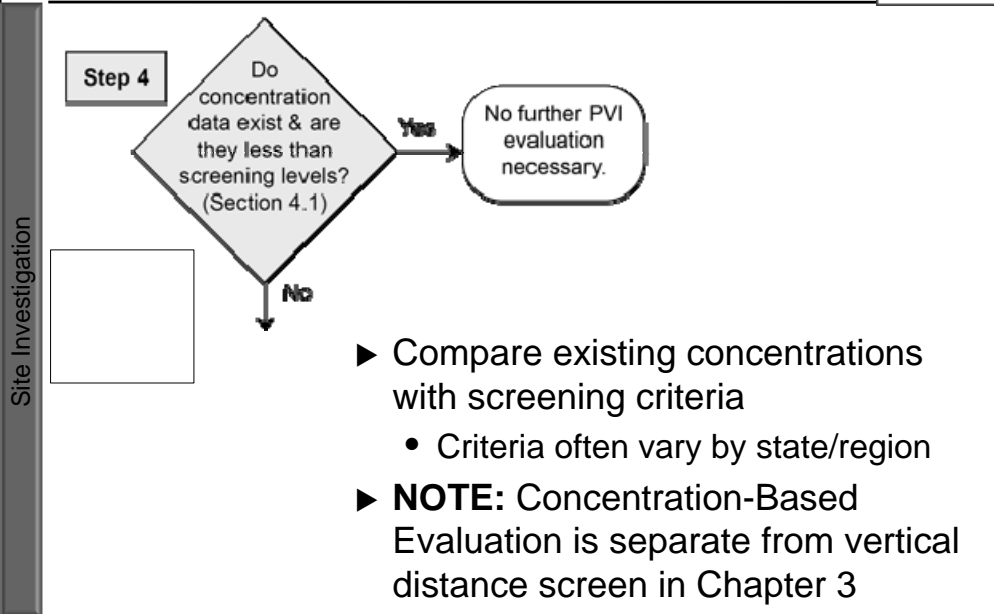 Site Investigation
Step 4
Do
concentration
data exist & are
they less than
screening levels?
(Section 4.1)
Yes
No further PVI
evaluation
necessary.
No
► Compare existing concentrations
with screening criteria
• Criteria often vary by state/region
► NOTE: Concentration-Based
Evaluation is separate from vertical
distance screen in Chapter 3